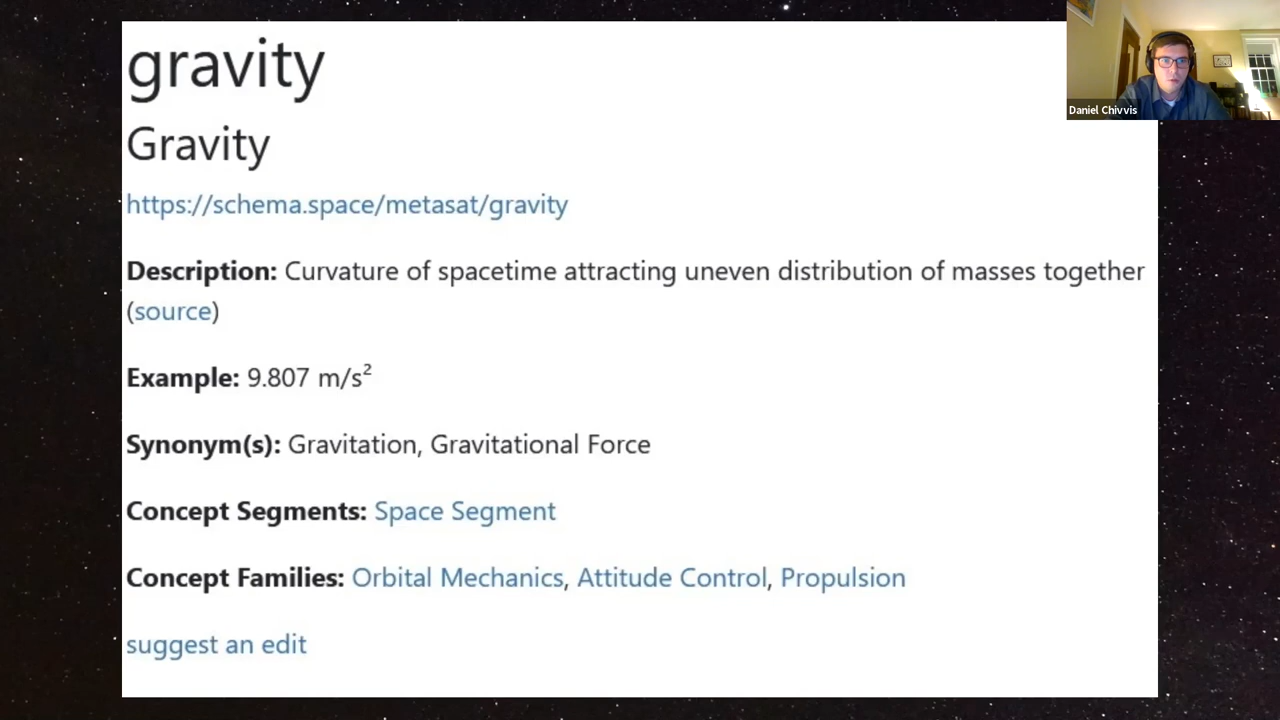 gravity
Gravity
https://schema.space/metasat/gravity
Description: Curvature of spacetime attracting uneven distribution of masses together
(source)
Example: 9.807 m/s²
Synonym(s): Gravitation, Gravitational Force
Concept Segments: Space Segment
Concept Families: Orbital Mechanics, Attitude Control, Propulsion
suggest an edit
Daniel Chivvis